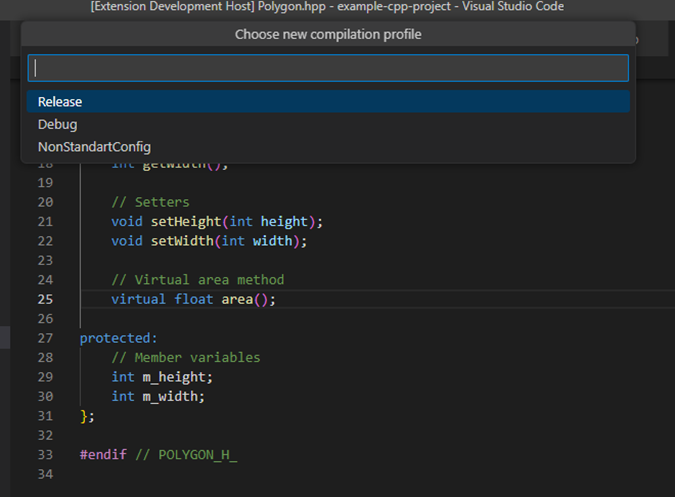 [Extension Development Host] Polygon.hpp - example-cpp-project - Visual Studio Code
Choose new compilation profile
Release
Debug
NonStandartConfig
18 int getWidth();
19
20 // Setters
21 void setHeight(int height);
22 void setWidth(int width);
23
24 // Virtual area method
25 virtual float area();
26
27 protected:
28 // Member variables
29 int m_height;
30 int m_width;
31 };
32
33 #endif // POLYGON_H_
34